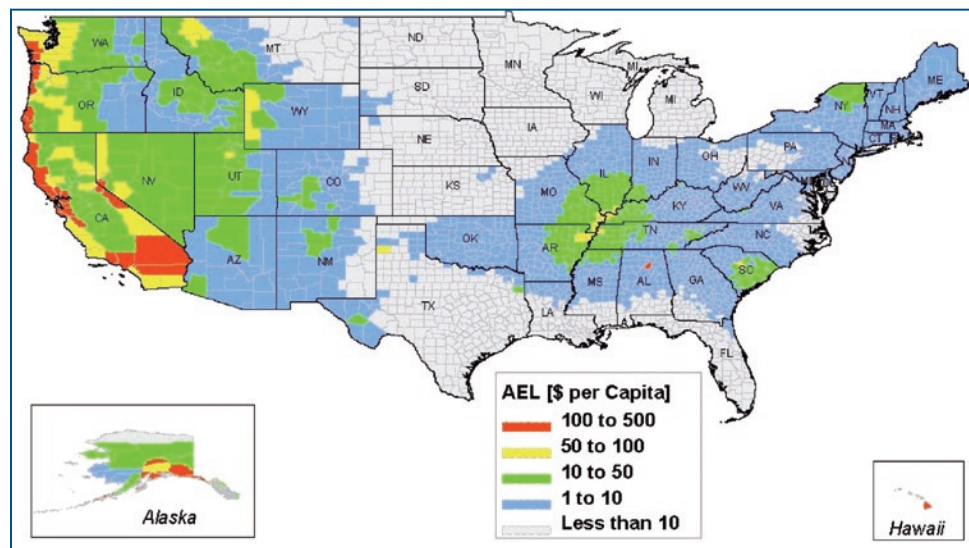 WA
MT
ND
MN
MI
ME
VT
NH
NY
MA
CT
OR
ID
WY
SD
WI
MI
IA
NE
PA
OH
IN
IL
NV
UT
CO
KS
MO
WV
VA
KY
CA
AZ
NM
OK
AR
TN
NC
SC
MS
AL
GA
TX
LA
FL
AEL [$ per Capita]
100 to 500
50 to 100
10 to 50
1 to 10
Less than 10
Alaska
Hawaii